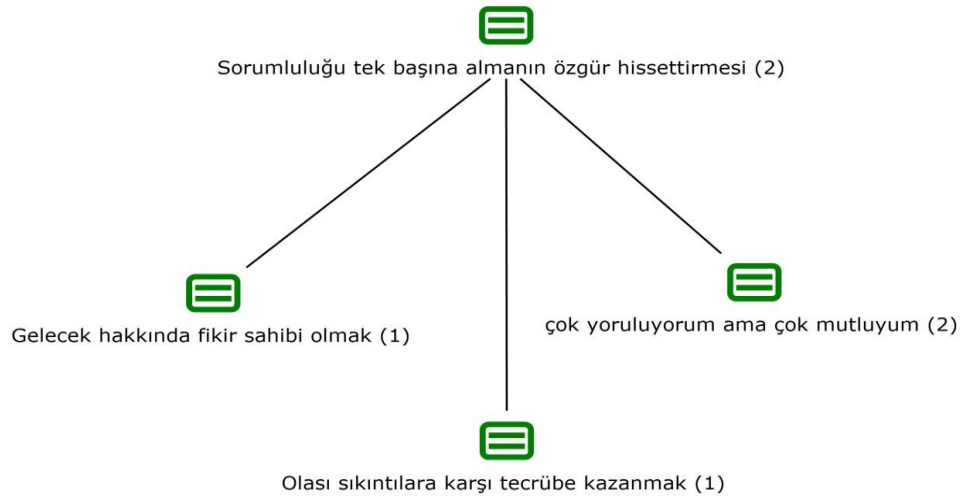 Sorumluluğu tek başına almanın özgür hissettirmesi (2)
Gelecek hakkında fikir sahibi olmak (1)
çok yoruluyorum ama çok mutluyum (2)
Olası sıkıntılara karşı tecrübe kazanmak (1)